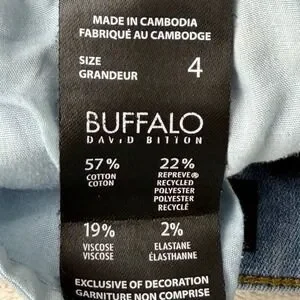 MADE IN CAMBODIA
FABRIQUÉ AU CAMBODGE
SIZE
GRANDEUR
4
BUFFALO
DAVID BITTON
57% 22%
COTTON REPREVE®
COTON RECYCLED
POLYESTER
POLYESTER
RECYCLÉ
19% 2%
VISCOSE ELASTANE
VISCOSE ÉLASTHANNE
EXCLUSIVE OF DECORATION
GARNITURE NON COMPRISE